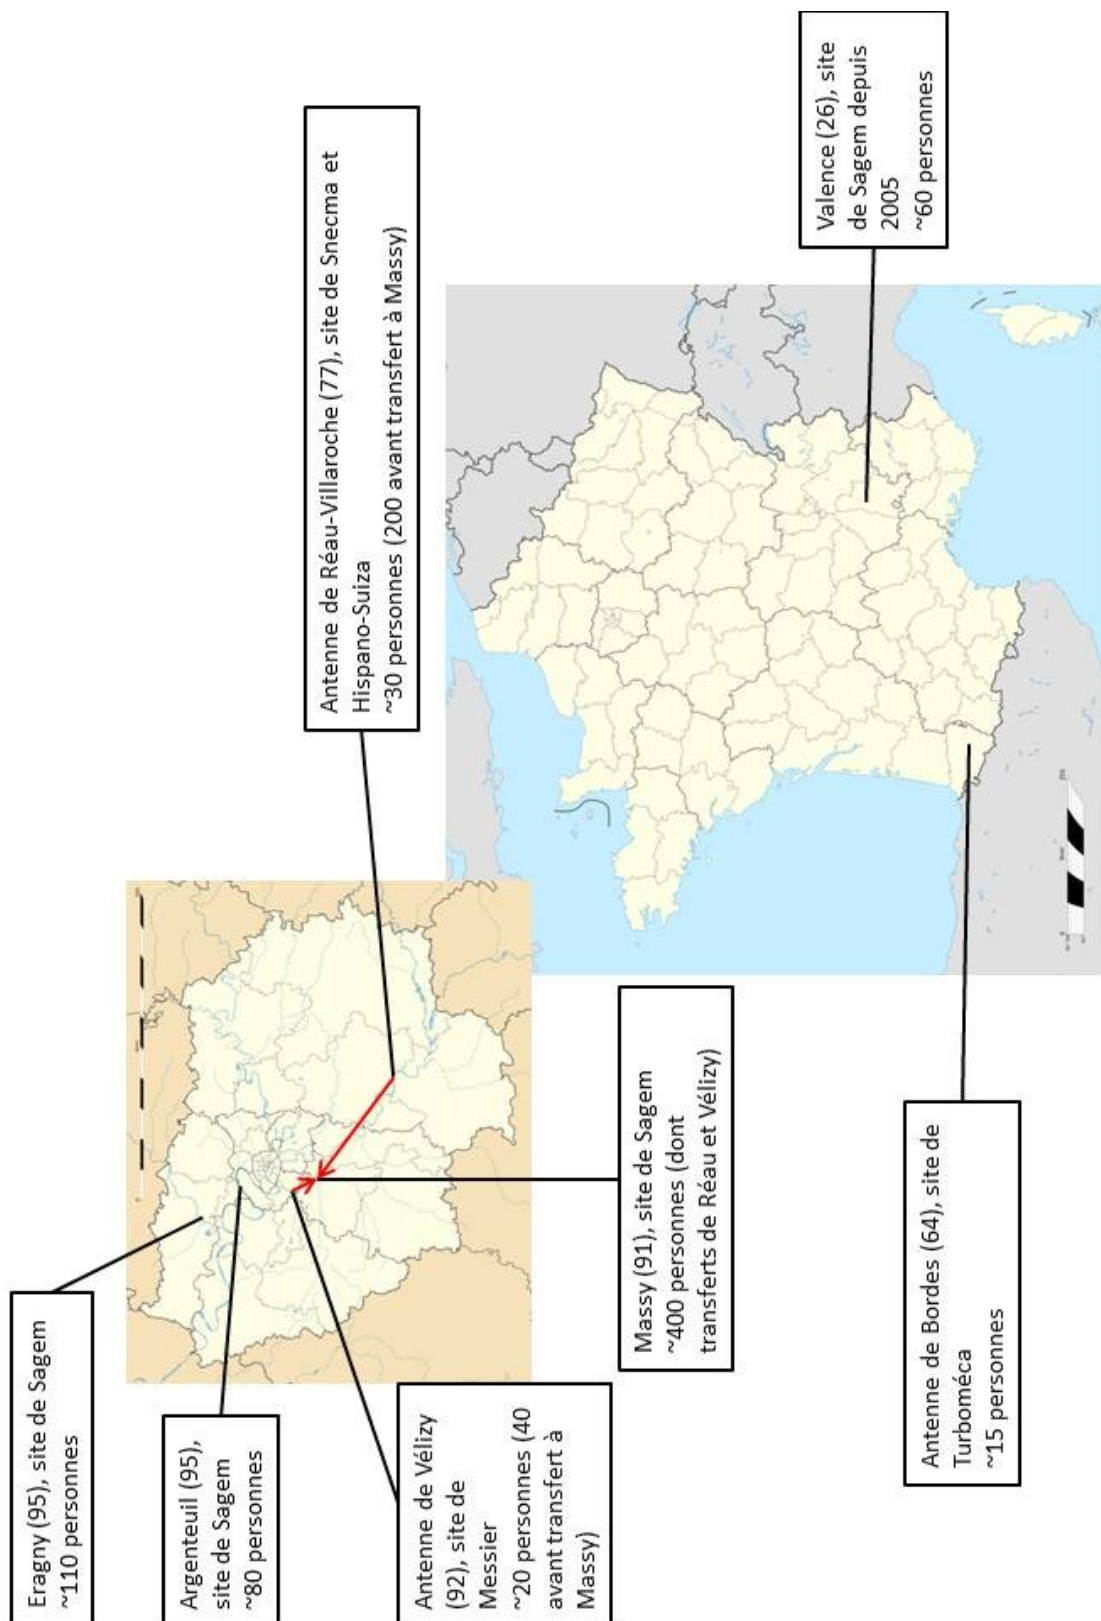 Eragny (95), site de Sagem
~110 personnes
Argenteuil (95),
site de Sagem
~80 personnes
Antenne de Vélizy
(92), site de
Messier
~20 personnes (40
avant transfert à
Massy)
Antenne de Réau-Villaroche (77), site de Snecma et
Hispano-Suiza
~30 personnes (200 avant transfert à Massy)
Massy (91), site de Sagem
~400 personnes (dont
transferts de Réau et Vélizy)
Valence (26), site
de Sagem depuis
2005
~60 personnes
Antenne de Bordes (64), site de
Turboméca
~15 personnes